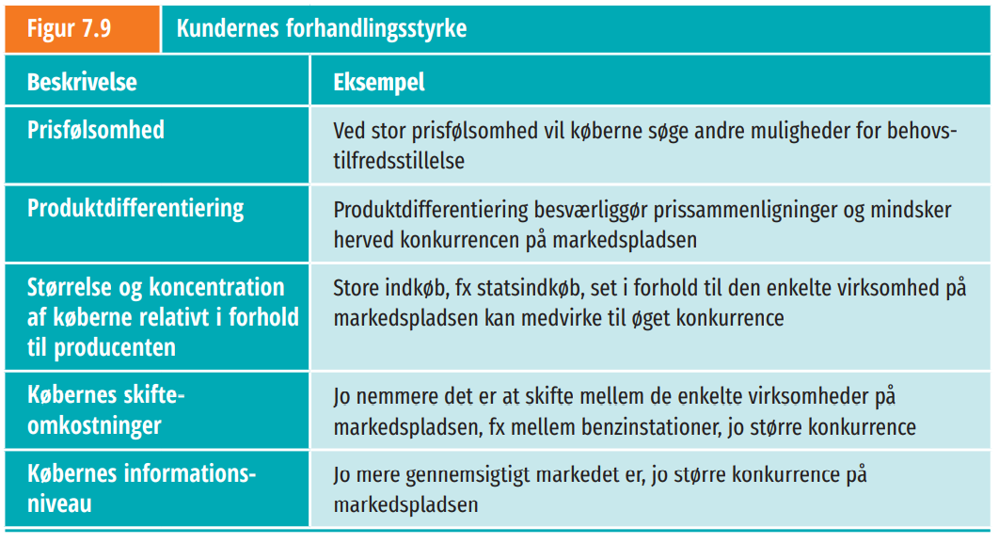 Figur 7.9
Kundernes forhandlingsstyrke
Beskrivelse
Eksempel
Prisfølsomhed
Ved stor prisfølsomhed vil køberne søge andre muligheder for behovs-
tilfredsstillelse
Produktdifferentiering
Produktdifferentiering besværliggør prissammenligninger og mindsker
herved konkurrencen på markedspladsen
Størrelse og koncentration
af køberne relativt i forhold
til producenten
Store indkøb, fx statsindkøb, set i forhold til den enkelte virksomhed på
markedspladsen kan medvirke til øget konkurrence
Købernes skifte-
omkostninger
Jo nemmere det er at skifte mellem de enkelte virksomheder på
markedspladsen, fx mellem benzinstationer, jo større konkurrence
Købernes informations-
niveau
Jo mere gennemsigtigt markedet er, jo større konkurrence på
markedspladsen